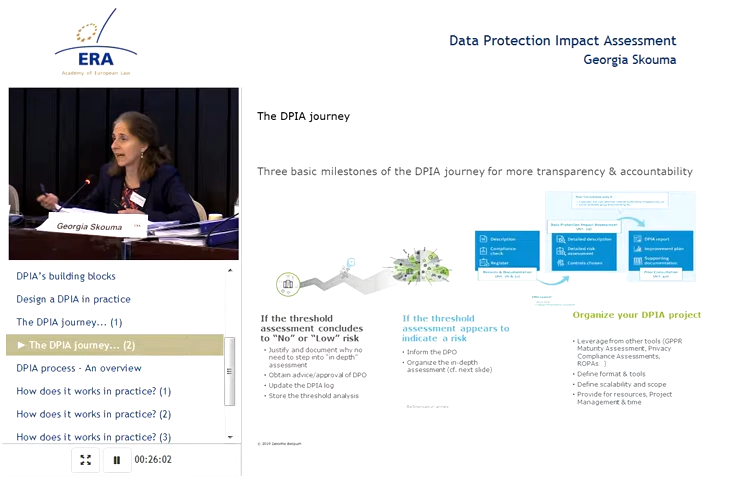 ERA
Academy of European Law
Data Protection Impact Assessment
Georgia Skouma
Georgia Skouma
DPIA's building blocks
Design a DPIA in practice
The DPIA journey... (1)
► The DPIA journey... (2)
DPIA process - An overview
How does it works in practice? (1)
How does it works in practice? (2)
How does it works in practice? (3)
00:26:02
The DPIA journey
Three basic milestones of the DPIA journey for more transparency & accountability
Data Protection Impact Assessment
Description
Compliance check
Register
Detailed description
Detailed risk assessment
Controls chosen
DPIA report
Improvement plan
Supporting documentation
If the threshold
assessment concludes
to "No" or "Low" risk
• Justify and document why no
need to step into "in depth"
assessment
• Obtain advice/approval of DPO
• Update the DPIA log
• Store the threshold analysis
If the threshold
assessment appears to
indicate a risk
• Inform the DPO
• Organize the in-depth
assessment (cf. next slide)
Organize your DPIA project
• Leverage from other tools (GPPR
Maturity Assessment, Privacy
Compliance Assessments,
ROPAs. )
• Define format & tools
• Define scalability and scope
• Provide for resources, Project
Management & time